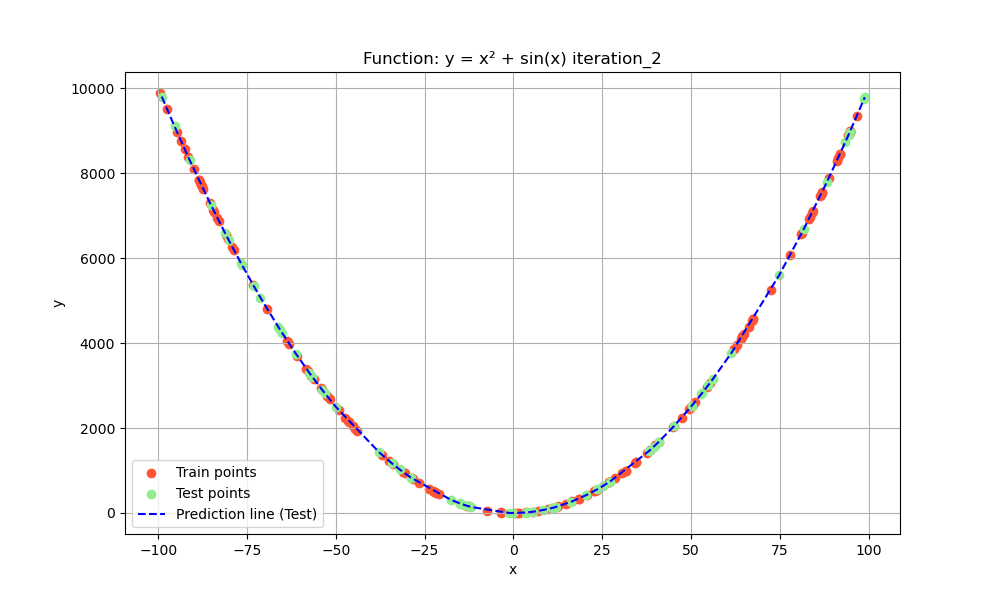 Function: y = x² + sin(x) iteration_2
10000
8000
6000
4000
2000
0
y
Train points
Test points
Prediction line (Test)
−100
−75
−50
−25
0
25
50
75
100
x